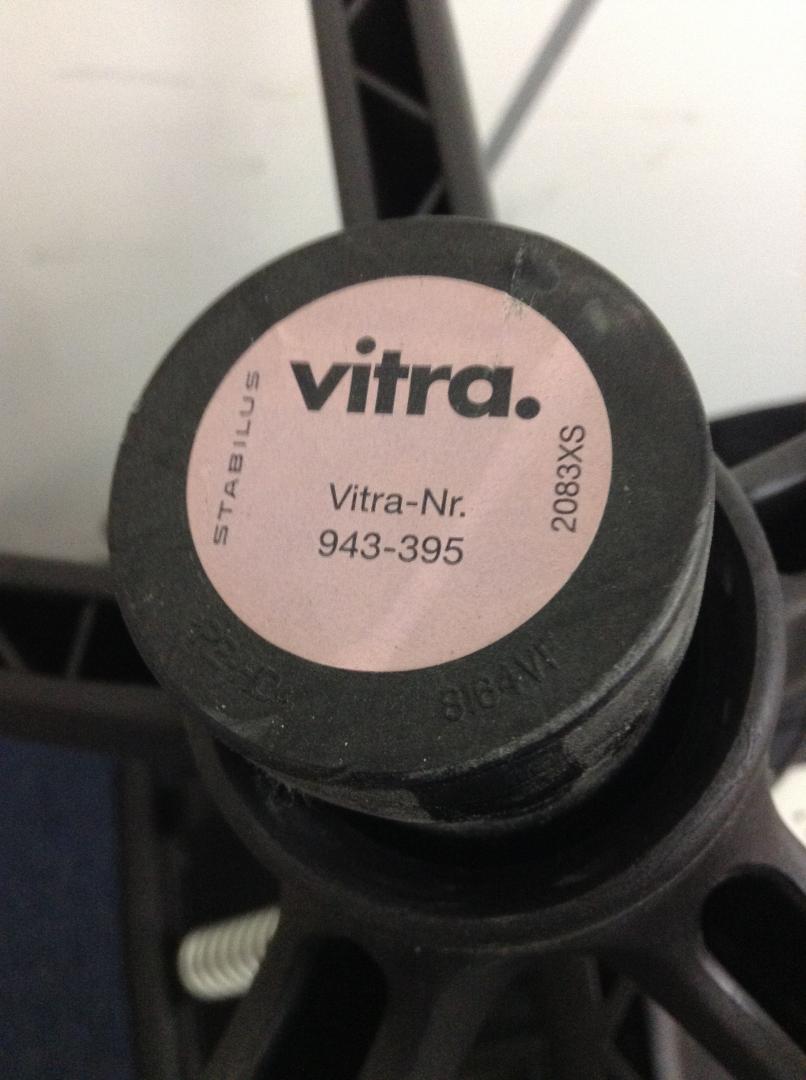 vitra.
STABILUS
Vitra-Nr.
943-395
2083XS